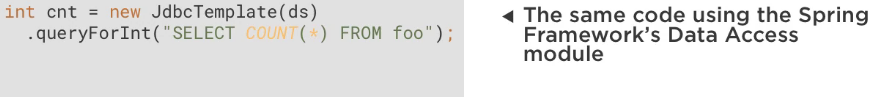 int cnt = new JdbcTemplate(ds)
.queryForInt("SELECT COUNT(*) FROM foo");
◄ The same code using the Spring
Framework's Data Access
module